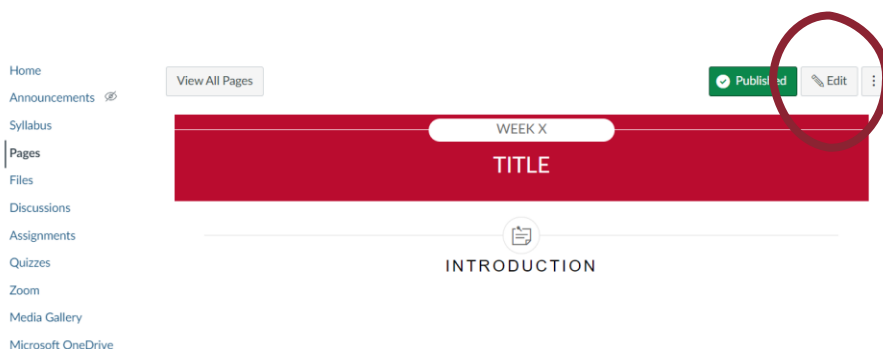 Home
Announcements
Syllabus
Pages
Files
Discussions
Assignments
Quizzes
Zoom
Media Gallery
Microsoft OneDrive
View All Pages
Published
Edit
WEEK X
TITLE
INTRODUCTION